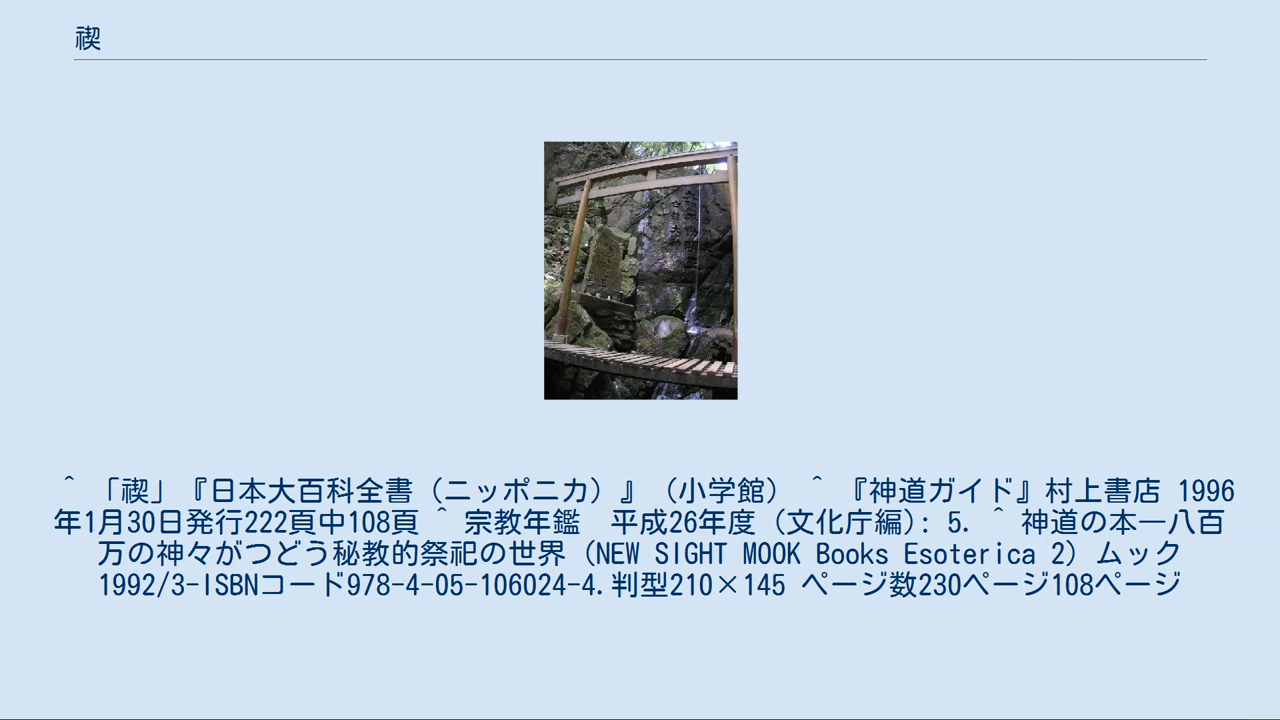 禊
＾ 「禊」『日本大百科全書（ニッポニカ）』（小学館） ＾ 『神道ガイド』村上書店 1996
年1月30日発行222頁中108頁 ＾ 宗教年鑑　平成26年度（文化庁編）: 5. ＾ 神道の本―八百
万の神々がつどう秘教的祭祀の世界（NEW SIGHT MOOK Books Esoterica 2）ムック
1992/3-ISBNコード978-4-05-106024-4.判型210×145 ページ数230ページ108ページ